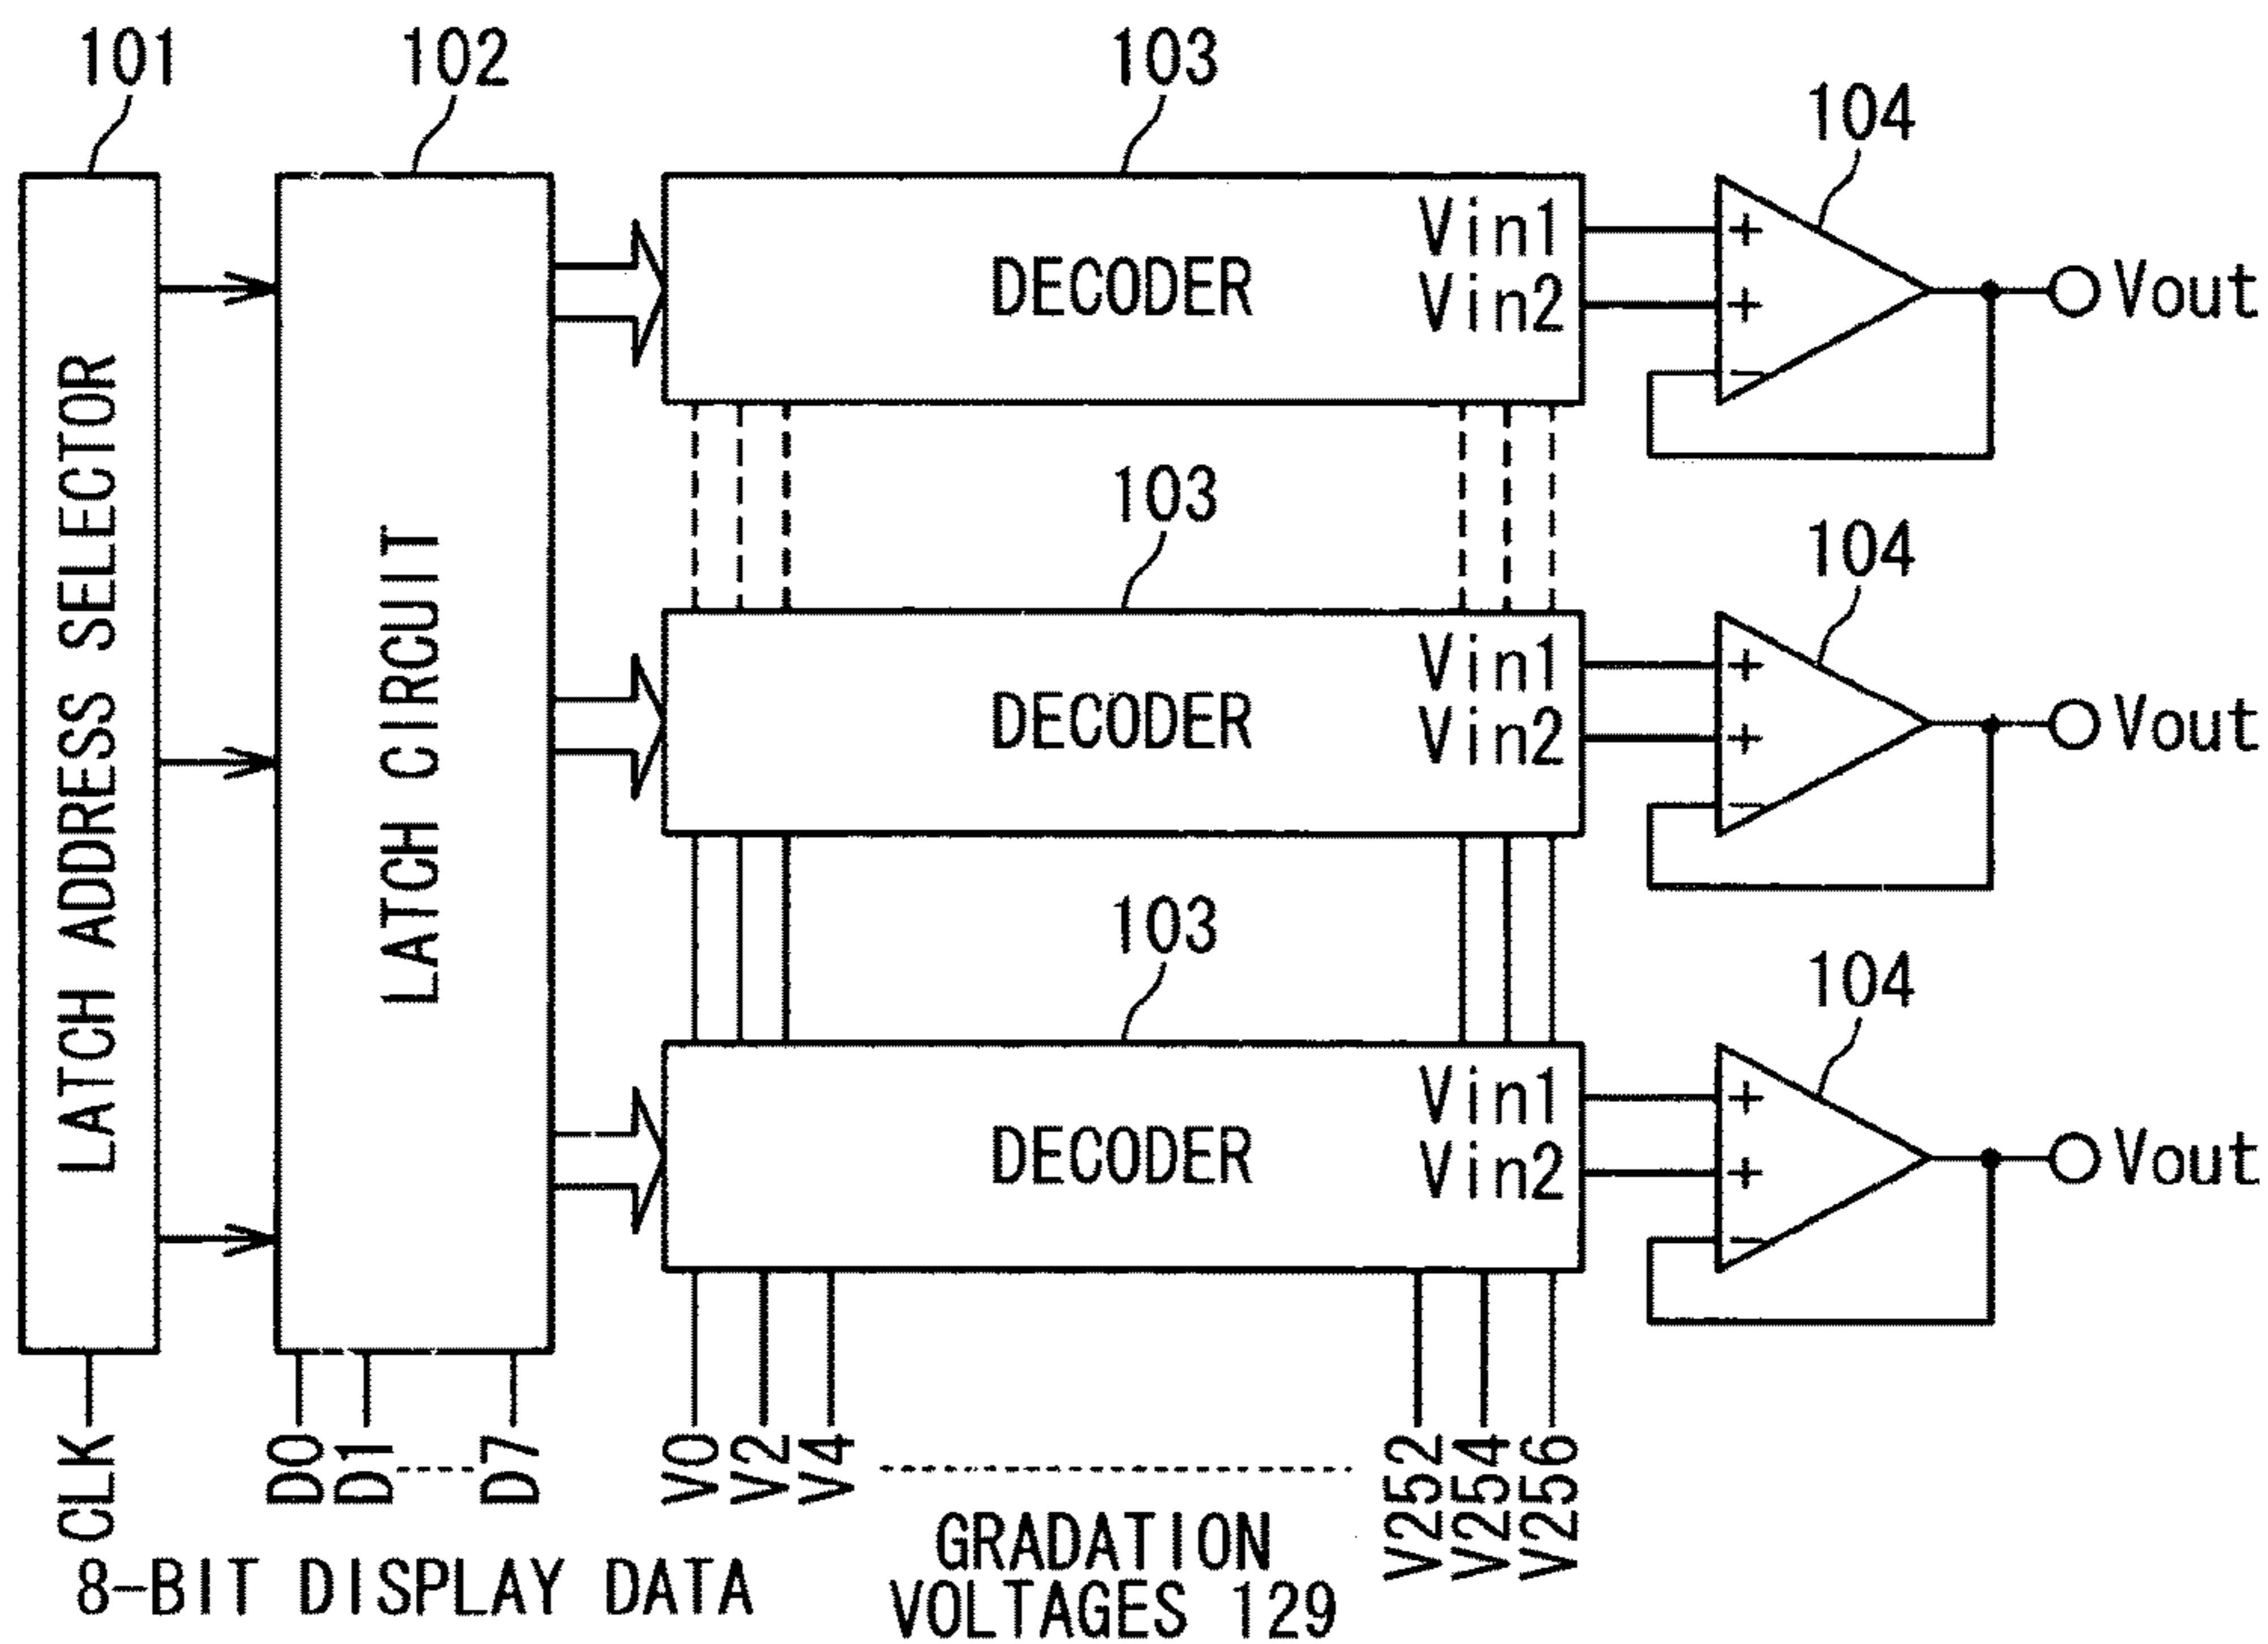 101
102
103
104
LATCH ADDRESS SELECTOR
LATCH CIRCUIT
DECODER
Vin1
Vin2
+
+
-
Vout
103
104
DECODER
Vin1
Vin2
+
+
-
Vout
103
104
DECODER
Vin1
Vin2
+
+
-
Vout
CLK
D0
D1
D7
V0
V2
V4
V252
V254
V256
8-BIT DISPLAY DATA
GRADATION
VOLTAGES 129